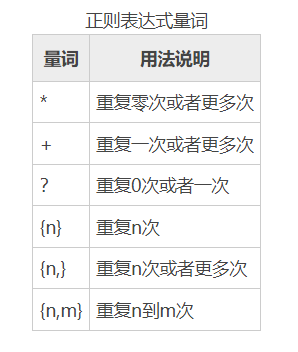 正则表达式量词
量词 用法说明
* 重复零次或者更多次
+ 重复一次或者更多次
? 重复0次或者一次
{n} 重复n次
{n,} 重复n次或者更多次
{n,m} 重复n到m次